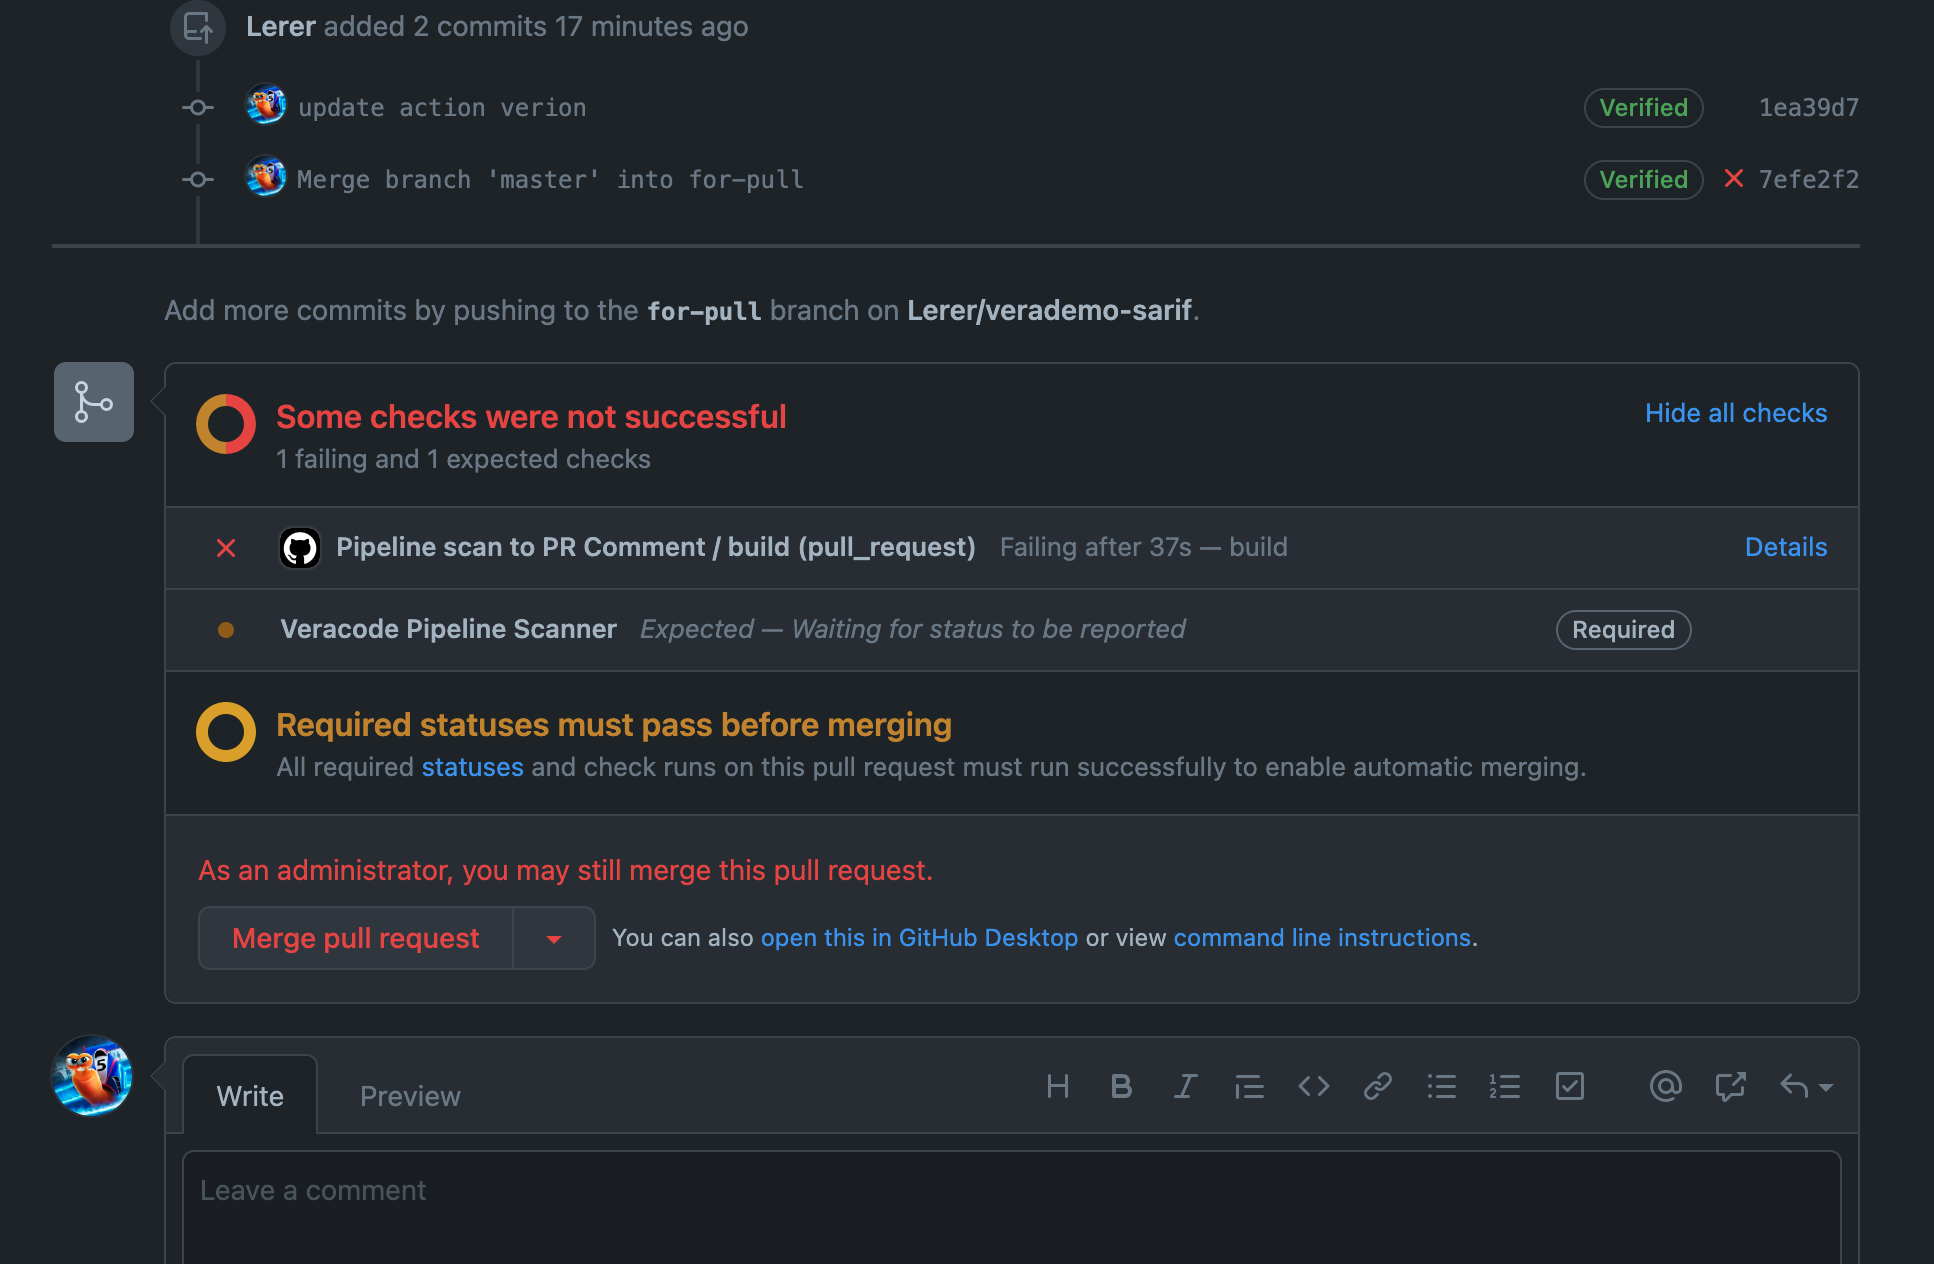 Lerer added 2 commits 17 minutes ago
update action verion Verified 1ea39d7
Merge branch 'master' into for-pull Verified 7efe2f2
Add more commits by pushing to the for-pull branch on Lerer/verademo-sarif.
Some checks were not successful Hide all checks
1 failing and 1 expected checks
Pipeline scan to PR Comment / build (pull_request) Failing after 37s — build Details
Veracode Pipeline Scanner Expected — Waiting for status to be reported Required
Required statuses must pass before merging
All required statuses and check runs on this pull request must run successfully to enable automatic merging.
As an administrator, you may still merge this pull request.
Merge pull request You can also open this in GitHub Desktop or view command line instructions.
Write Preview
Leave a comment